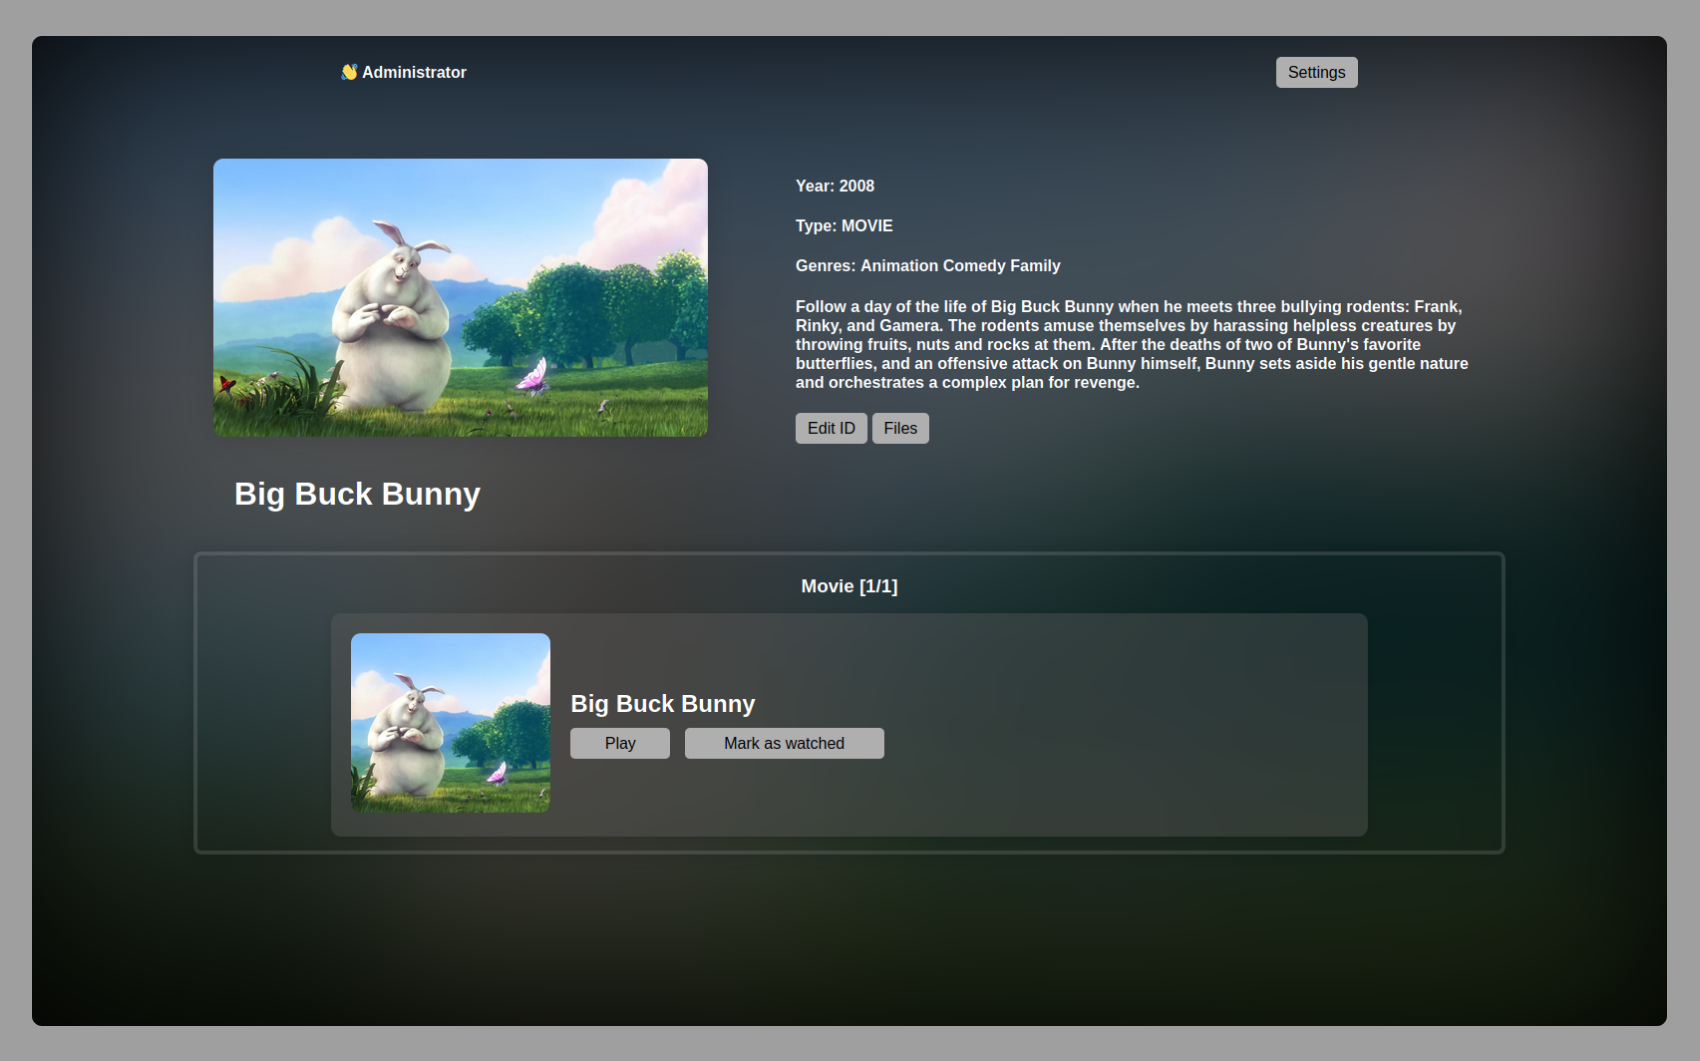 👋 Administrator
Settings
Year: 2008
Type: MOVIE
Genres: Animation Comedy Family
Follow a day of the life of Big Buck Bunny when he meets three bullying rodents: Frank,
Rinky, and Gamera. The rodents amuse themselves by harassing helpless creatures by
throwing fruits, nuts and rocks at them. After the deaths of two of Bunny's favorite
butterflies, and an offensive attack on Bunny himself, Bunny sets aside his gentle nature
and orchestrates a complex plan for revenge.
Edit ID Files
Big Buck Bunny
Movie [1/1]
Big Buck Bunny
Play Mark as watched